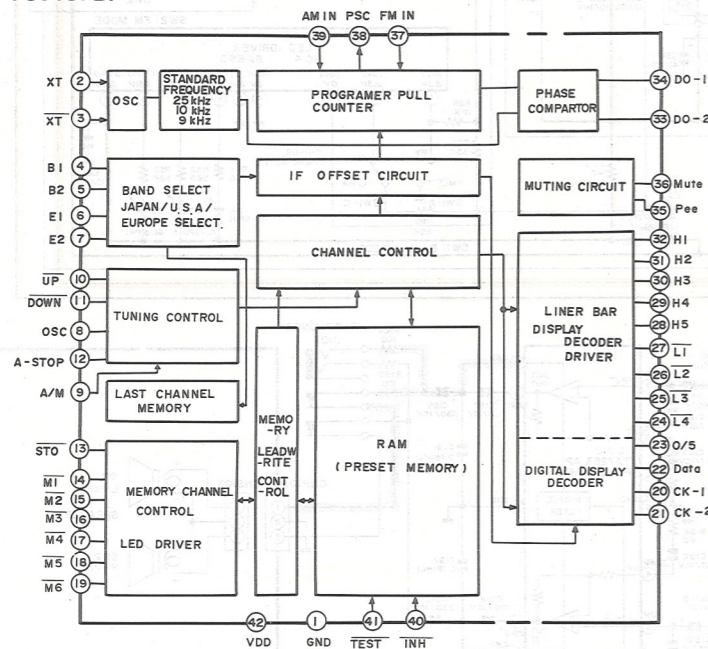 AM IN PSC FM IN
39 38 37
XT 2
XT 3
OSC
STANDARD
FREQUENCY
25 kHz
10 kHz
9 kHz
PROGRAMER PULL
COUNTER
PHASE
COMPARTOR
34 DO-1
33 DO-2
B1 4
B2 5
E1 6
E2 7
BAND SELECT
JAPAN/U.S.A/
EUROPE SELECT.
IF OFFSET CIRCUIT
MUTING CIRCUIT
36 Mute
35 Pee
CHANNEL CONTROL
UP 10
DOWN 11
OSC 8
A-STOP 12
A/M 9
TUNING CONTROL
LAST CHANNEL
MEMORY
LINER BAR
DISPLAY
DECODER
DRIVER
32 H1
31 H2
30 H3
29 H4
28 H5
27 L1
26 L2
25 L3
24 L4
23 O/S
22 Data
20 CK-1
21 CK-2
DIGITAL DISPLAY
DECODER
STO 13
M1 14
M2 15
M3 16
M4 17
M5 18
M6 19
MEMORY CHANNEL
CONTROL
LED DRIVER
MEMO-
-RY
LEADW
-RITE
CONT
-ROL
RAM
(PRESET MEMORY)
42 1 41 40
VDD GND TEST INH